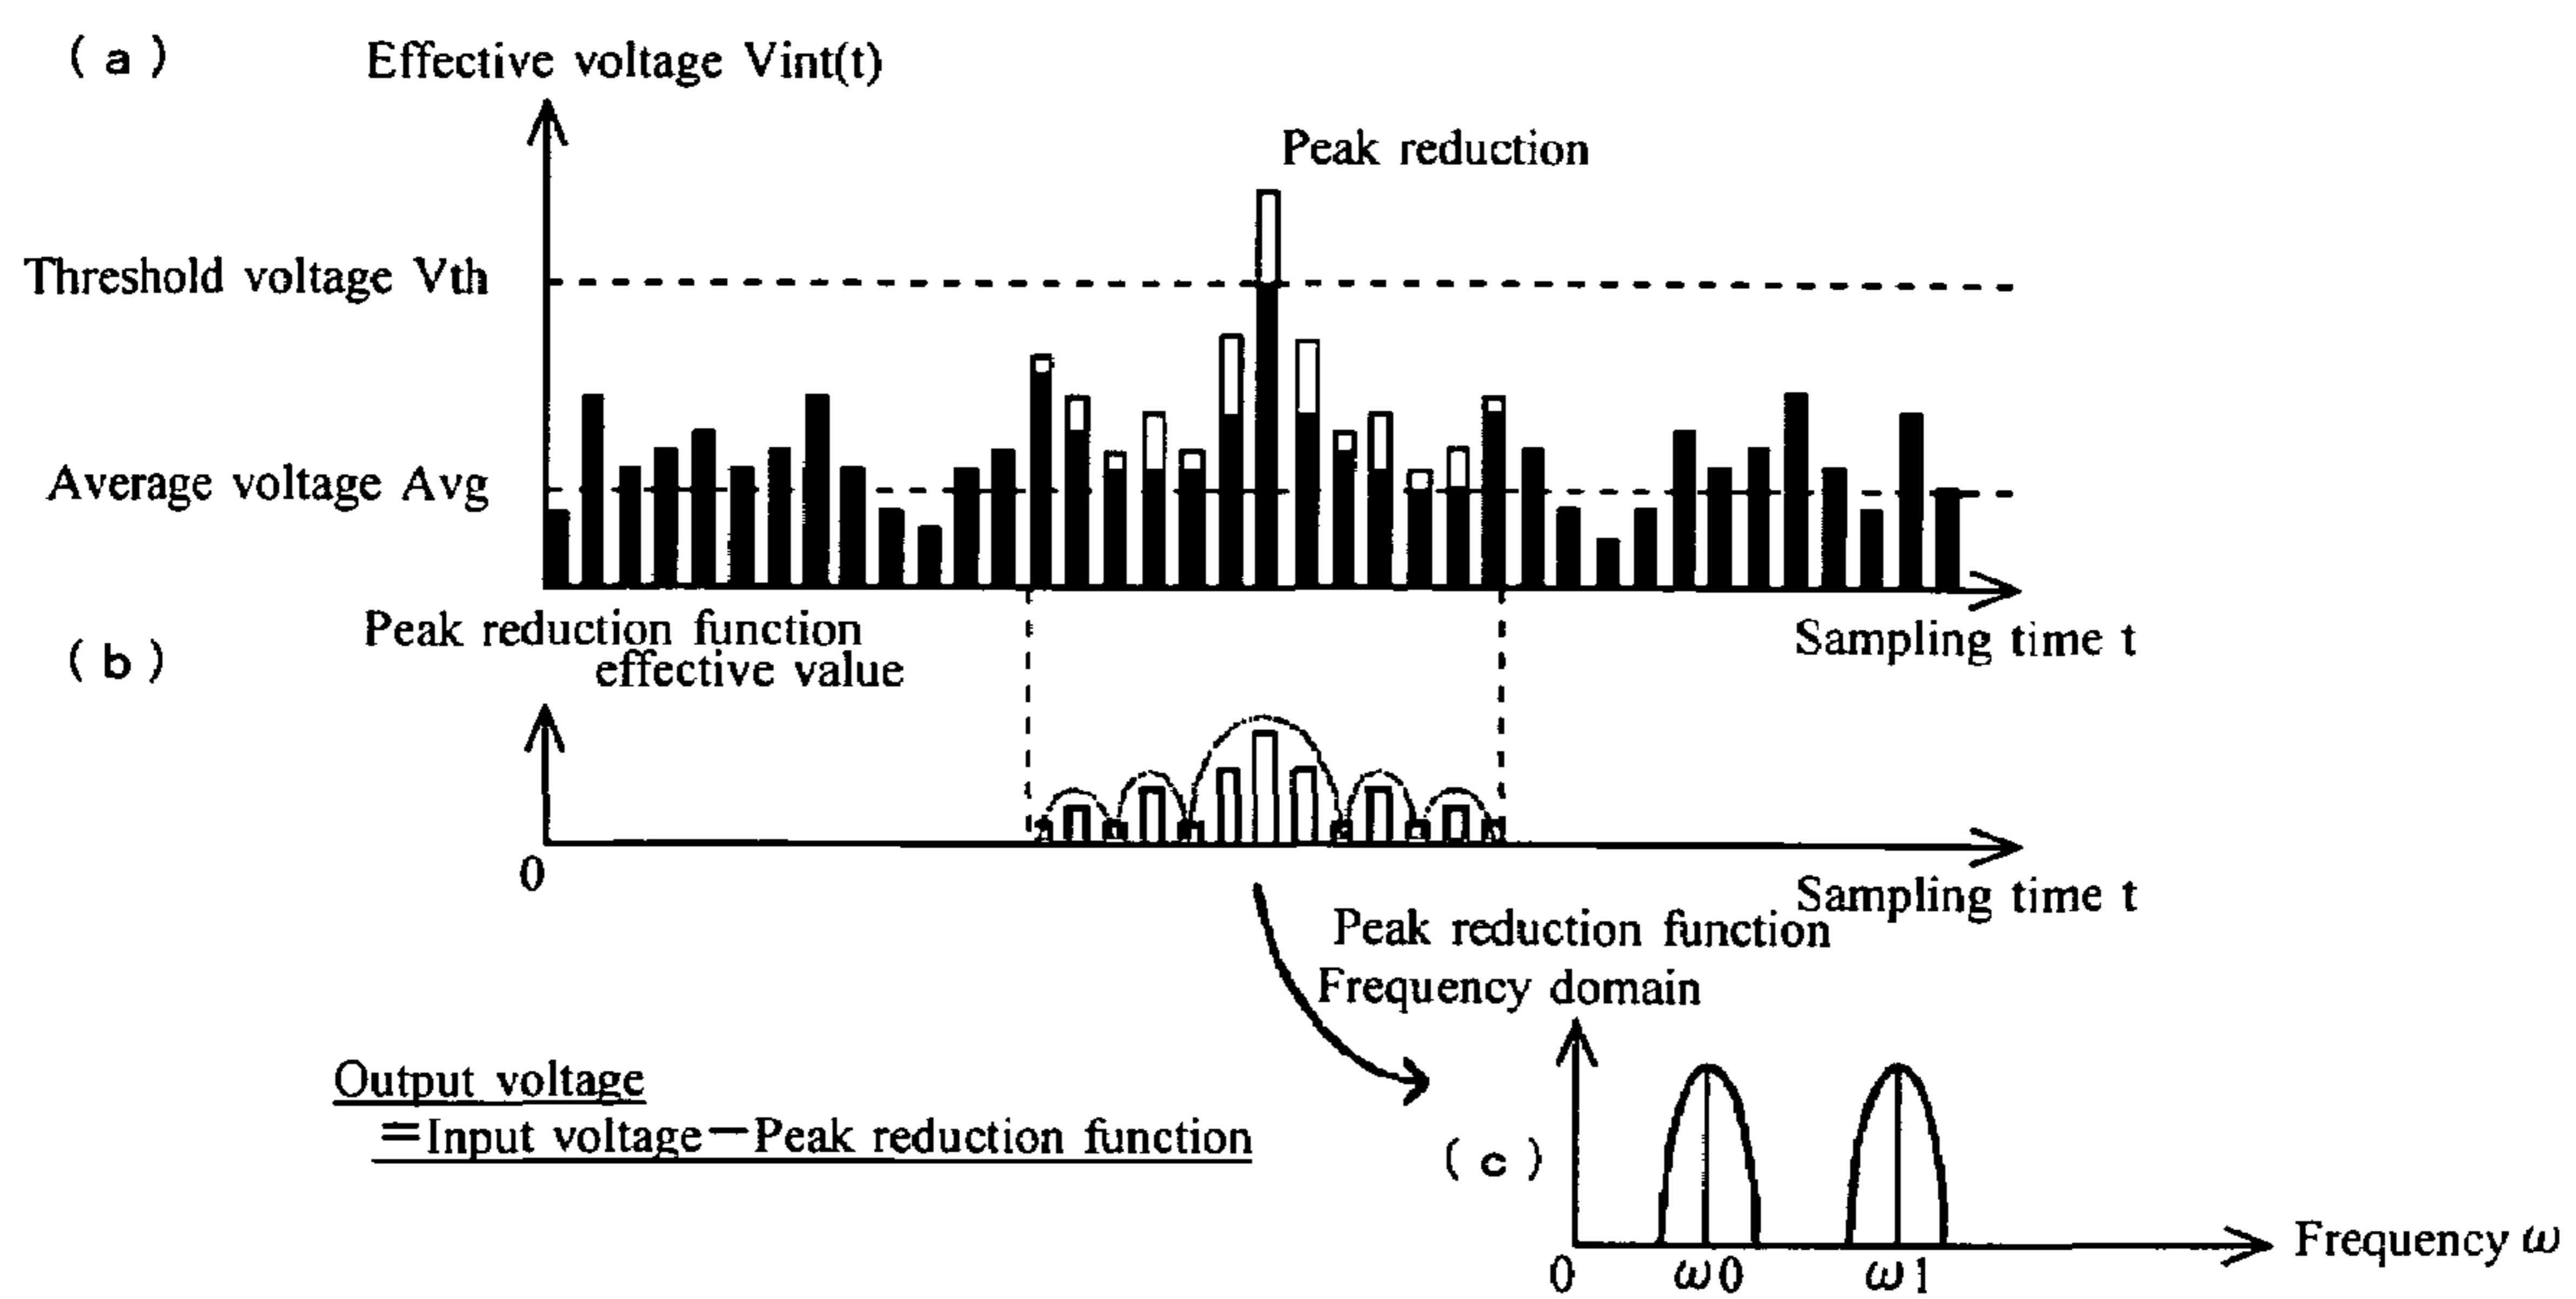 (a)
Effective voltage Vint(t)
Peak reduction
Threshold voltage Vth
Average voltage Avg
Sampling time t
(b)
Peak reduction function
effective value
0
Sampling time t
Peak reduction function
Frequency domain
Output voltage
=Input voltage−Peak reduction function
(c)
0
ω0
ω1
Frequency ω